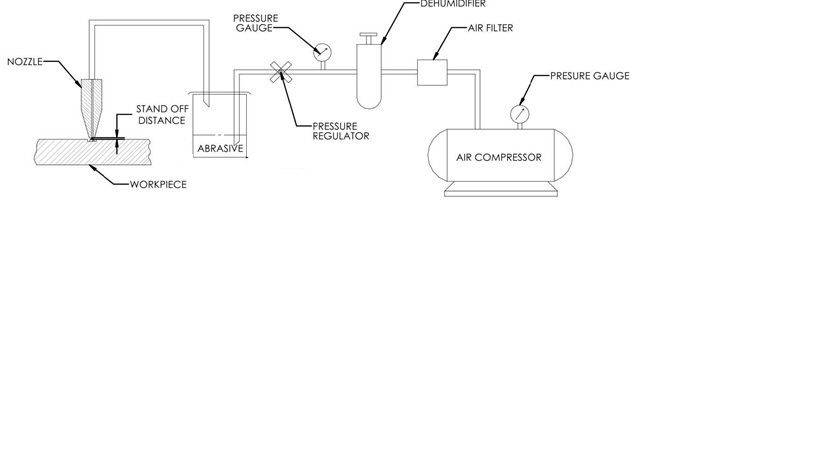 DEHUMIDIFIER
PRESSURE
GAUGE
AIR FILTER
NOZZLE
PRESURE GAUGE
STAND OFF
DISTANCE
PRESSURE
REGULATOR
ABRASIVE
AIR COMPRESSOR
WORKPIECE